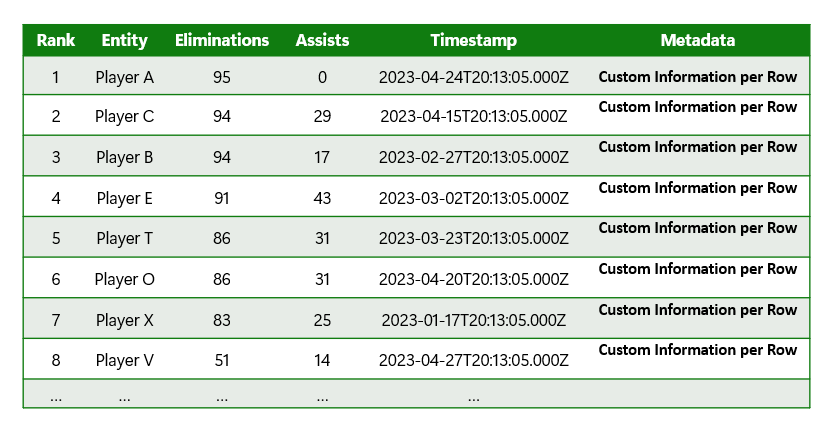 Rank Entity Eliminations Assists Timestamp Metadata
1 Player A 95 0 2023-04-24T20:13:05.000Z Custom Information per Row
2 Player C 94 29 2023-04-15T20:13:05.000Z Custom Information per Row
3 Player B 94 17 2023-02-27T20:13:05.000Z Custom Information per Row
4 Player E 91 43 2023-03-02T20:13:05.000Z Custom Information per Row
5 Player T 86 31 2023-03-23T20:13:05.000Z Custom Information per Row
6 Player O 86 31 2023-04-20T20:13:05.000Z Custom Information per Row
7 Player X 83 25 2023-01-17T20:13:05.000Z Custom Information per Row
8 Player V 51 14 2023-04-27T20:13:05.000Z Custom Information per Row
... ... ... ... ...